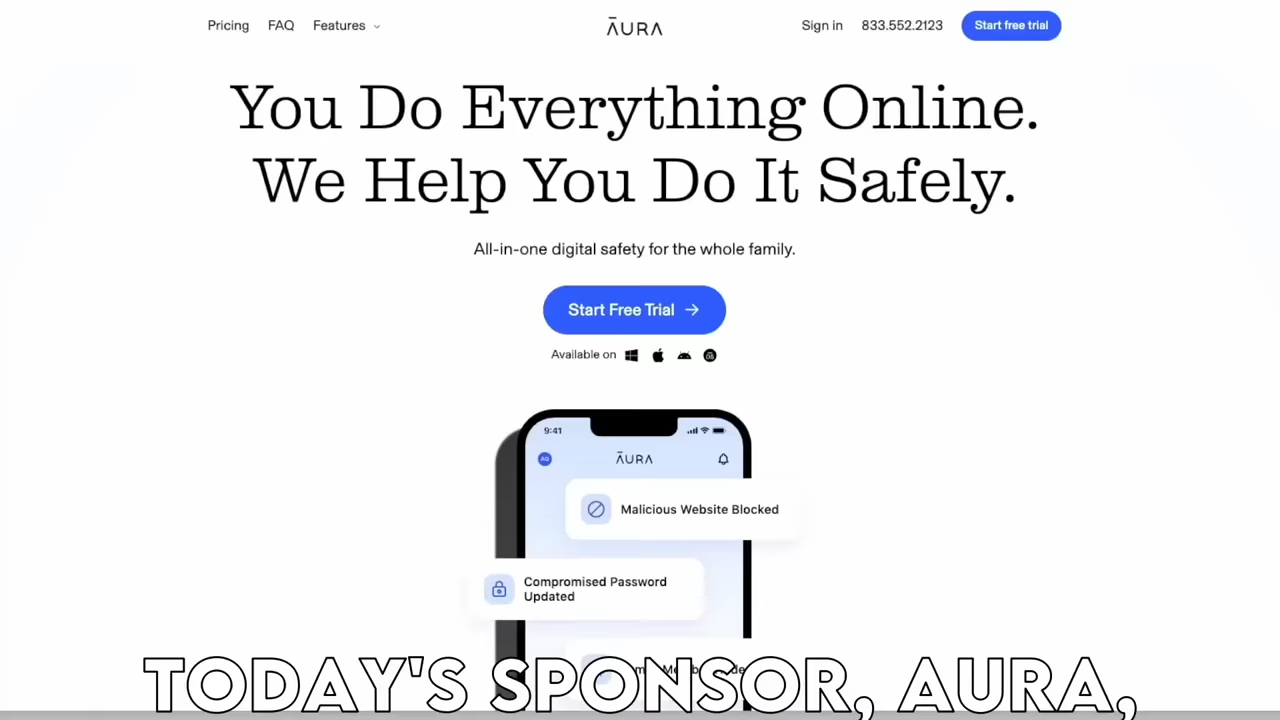 Pricing FAQ Features
ĀURA
Sign in 833.552.2123 Start free trial
You Do Everything Online.
We Help You Do It Safely.
All-in-one digital safety for the whole family.
Start Free Trial →
Available on
9:41
AG
ĀURA
Malicious Website Blocked
Compromised Password
Updated
TODAY'S SPONSOR, AURA,